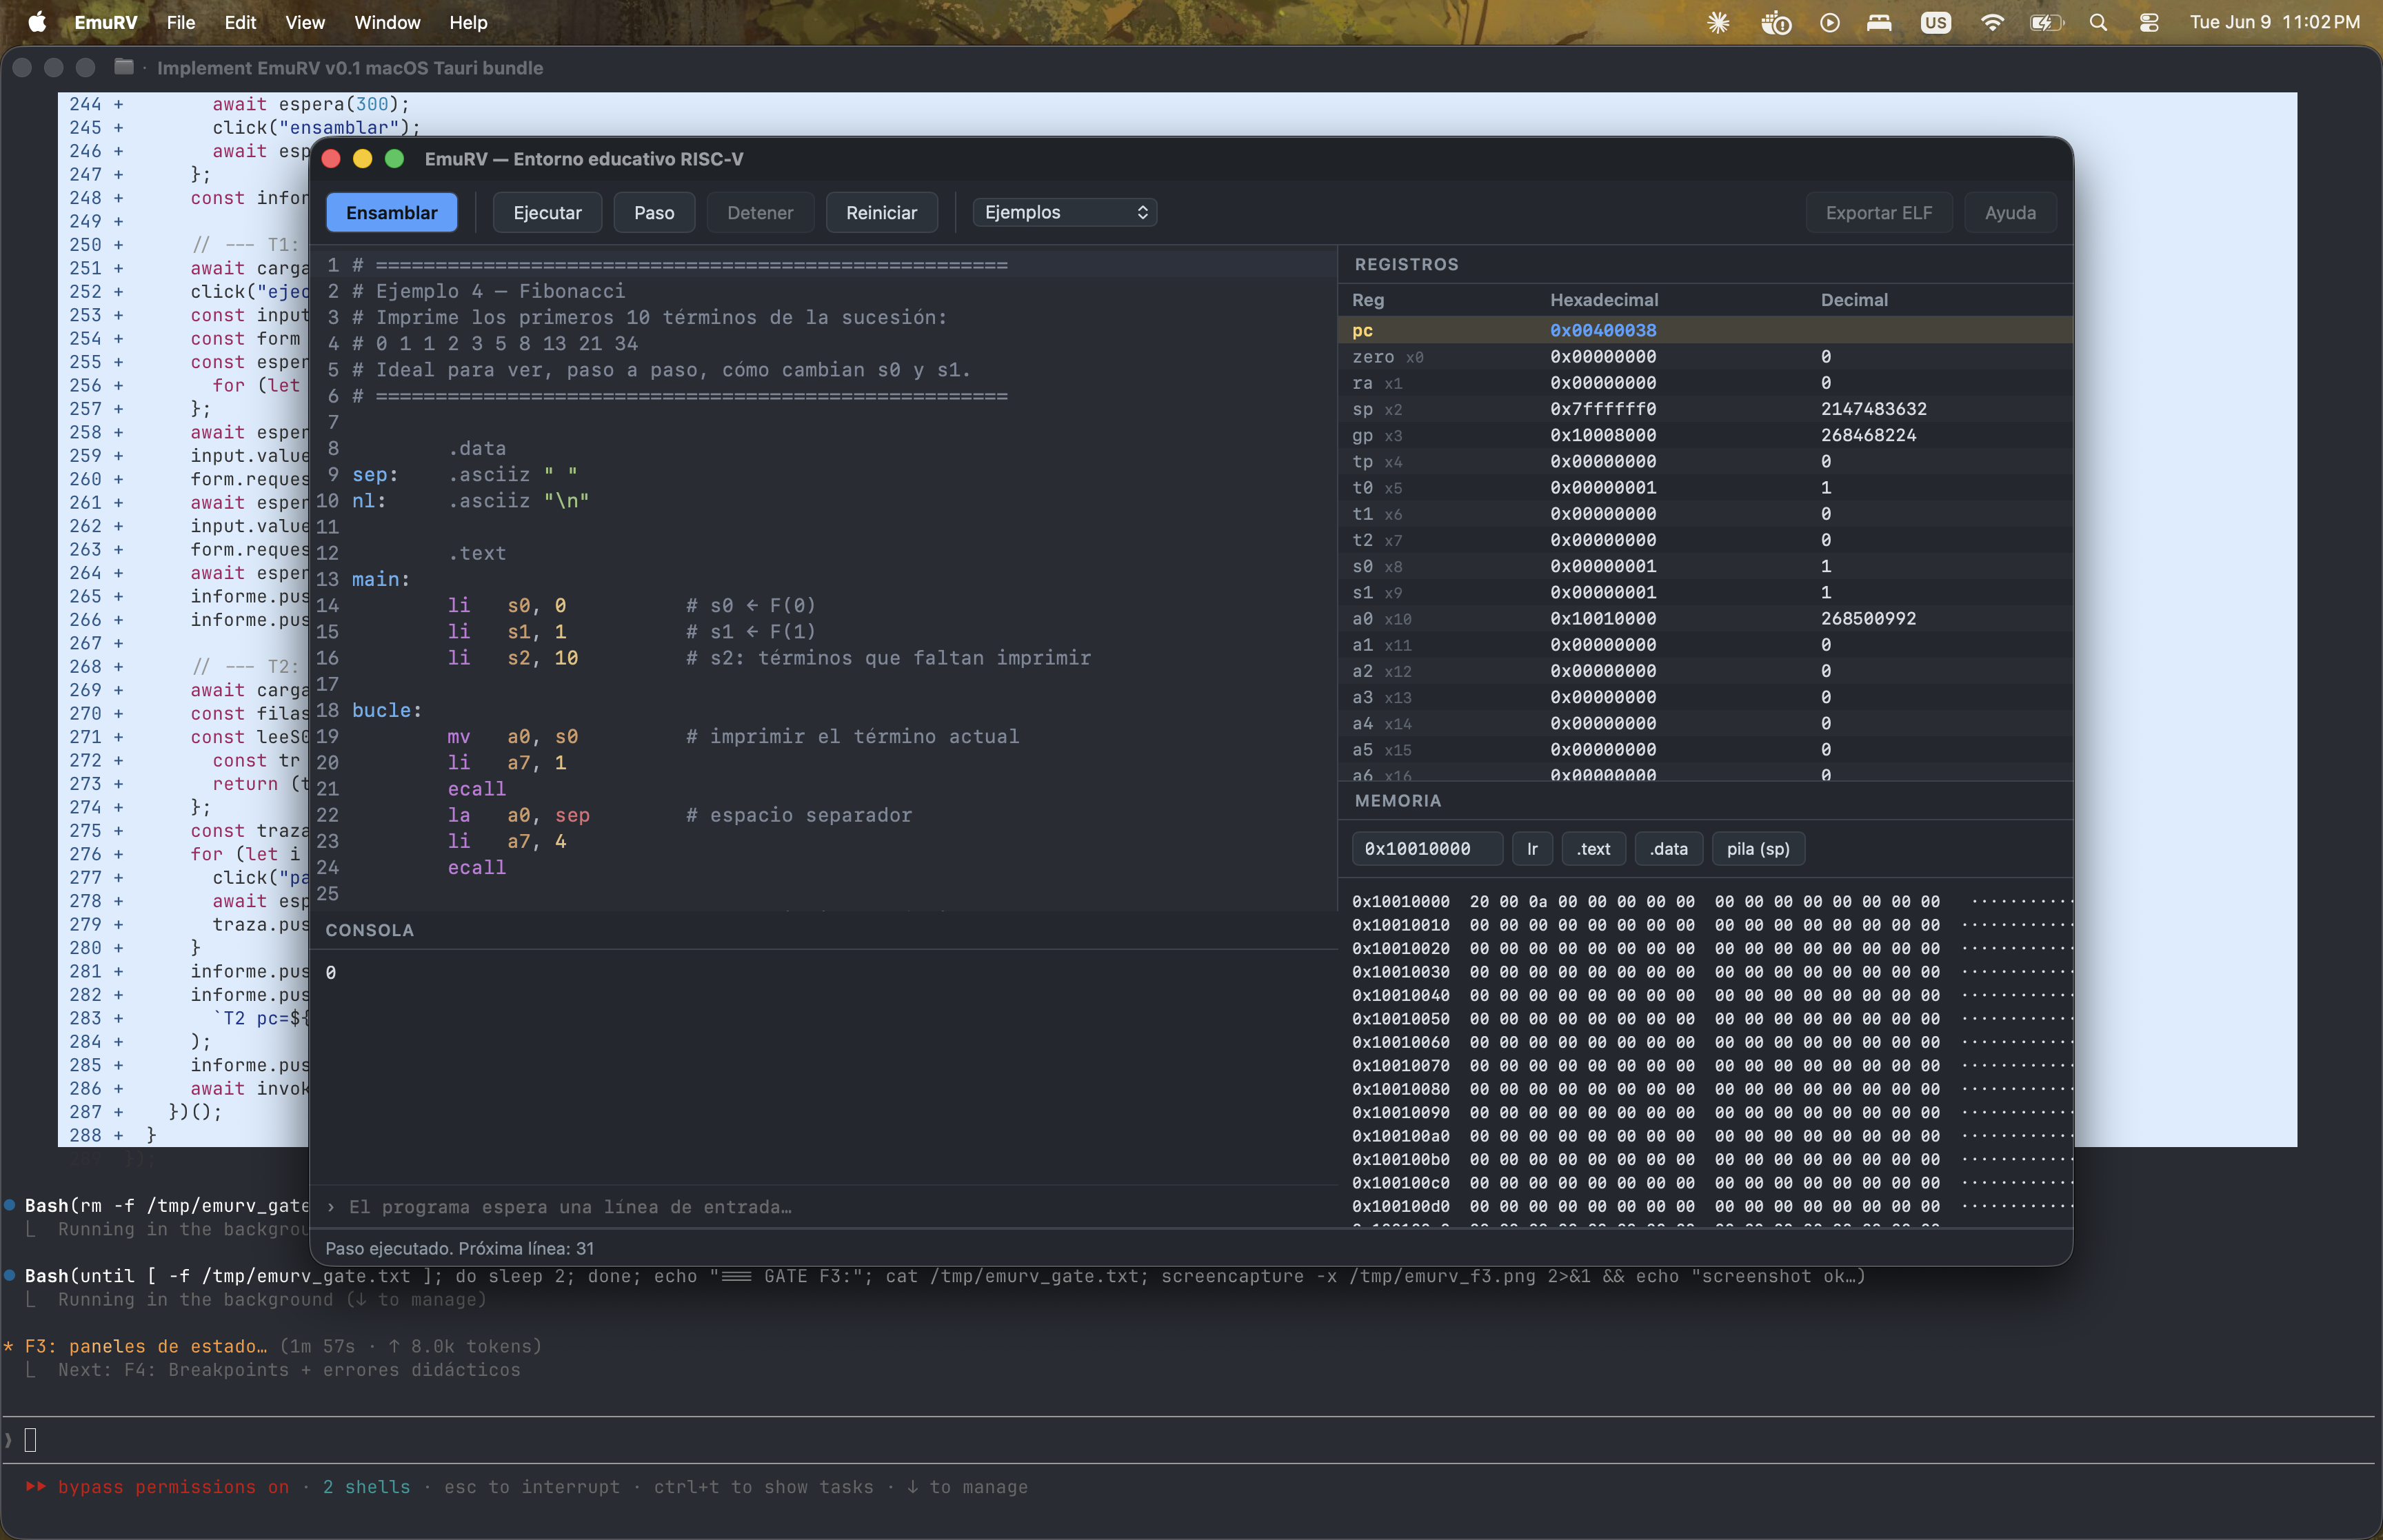 EmuRV File Edit View Window Help US Tue Jun 9 11:02 PM
Implement EmuRV v0.1 macOS Tauri bundle
244 + await espera(300);
245 + click("ensamblar");
246 + await esp
247 + };
248 + const infor
249 +
250 + // --- T1:
251 + await carga
252 + click("ejec
253 + const input
254 + const form
255 + const esper
256 + for (let
257 + };
258 + await esper
259 + input.value
260 + form.reques
261 + await esper
262 + input.value
263 + form.reques
264 + await esper
265 + informe.pus
266 + informe.pus
267 +
268 + // --- T2:
269 + await carga
270 + const filas
271 + const leeS0
272 + const tr
273 + return (t
274 + };
275 + const traza
276 + for (let i
277 + click("pa
278 + await esp
279 + traza.pus
280 + }
281 + informe.pus
282 + informe.pus
283 + `T2 pc=${
284 + );
285 + informe.pus
286 + await invok
287 + })();
288 + }
289 });
EmuRV — Entorno educativo RISC-V
Ensamblar Ejecutar Paso Detener Reiniciar Ejemplos Exportar ELF Ayuda
1 # =====================================================
2 # Ejemplo 4 — Fibonacci
3 # Imprime los primeros 10 términos de la sucesión:
4 # 0 1 1 2 3 5 8 13 21 34
5 # Ideal para ver, paso a paso, cómo cambian s0 y s1.
6 # =====================================================
7
8 .data
9 sep: .asciiz " "
10 nl: .asciiz "\n"
11
12 .text
13 main:
14 li s0, 0 # s0 ← F(0)
15 li s1, 1 # s1 ← F(1)
16 li s2, 10 # s2: términos que faltan imprimir
17
18 bucle:
19 mv a0, s0 # imprimir el término actual
20 li a7, 1
21 ecall
22 la a0, sep # espacio separador
23 li a7, 4
24 ecall
25
CONSOLA
0
› El programa espera una línea de entrada…
Paso ejecutado. Próxima línea: 31
REGISTROS
Reg Hexadecimal Decimal
pc 0x00400038
zero x0 0x00000000 0
ra x1 0x00000000 0
sp x2 0x7ffffff0 2147483632
gp x3 0x10008000 268468224
tp x4 0x00000000 0
t0 x5 0x00000001 1
t1 x6 0x00000000 0
t2 x7 0x00000000 0
s0 x8 0x00000001 1
s1 x9 0x00000001 1
a0 x10 0x10010000 268500992
a1 x11 0x00000000 0
a2 x12 0x00000000 0
a3 x13 0x00000000 0
a4 x14 0x00000000 0
a5 x15 0x00000000 0
a6 x16 0x00000000 0
MEMORIA
0x10010000 Ir .text .data pila (sp)
0x10010000 20 00 0a 00 00 00 00 00 00 00 00 00 00 00 00 00 ···········
0x10010010 00 00 00 00 00 00 00 00 00 00 00 00 00 00 00 00 ············
0x10010020 00 00 00 00 00 00 00 00 00 00 00 00 00 00 00 00 ············
0x10010030 00 00 00 00 00 00 00 00 00 00 00 00 00 00 00 00 ············
0x10010040 00 00 00 00 00 00 00 00 00 00 00 00 00 00 00 00 ············
0x10010050 00 00 00 00 00 00 00 00 00 00 00 00 00 00 00 00 ············
0x10010060 00 00 00 00 00 00 00 00 00 00 00 00 00 00 00 00 ············
0x10010070 00 00 00 00 00 00 00 00 00 00 00 00 00 00 00 00 ············
0x10010080 00 00 00 00 00 00 00 00 00 00 00 00 00 00 00 00 ············
0x10010090 00 00 00 00 00 00 00 00 00 00 00 00 00 00 00 00 ············
0x100100a0 00 00 00 00 00 00 00 00 00 00 00 00 00 00 00 00 ············
0x100100b0 00 00 00 00 00 00 00 00 00 00 00 00 00 00 00 00 ············
0x100100c0 00 00 00 00 00 00 00 00 00 00 00 00 00 00 00 00 ············
0x100100d0 00 00 00 00 00 00 00 00 00 00 00 00 00 00 00 00 ············
Bash(rm -f /tmp/emurv_gate
Running in the backgrou
Bash(until [ -f /tmp/emurv_gate.txt ]; do sleep 2; done; echo "=== GATE F3:"; cat /tmp/emurv_gate.txt; screencapture -x /tmp/emurv_f3.png 2>&1 && echo "screenshot ok…)
Running in the background (↓ to manage)
* F3: paneles de estado… (1m 57s · ↑ 8.0k tokens)
Next: F4: Breakpoints + errores didácticos
❯
▸▸ bypass permissions on · 2 shells · esc to interrupt · ctrl+t to show tasks · ↓ to manage